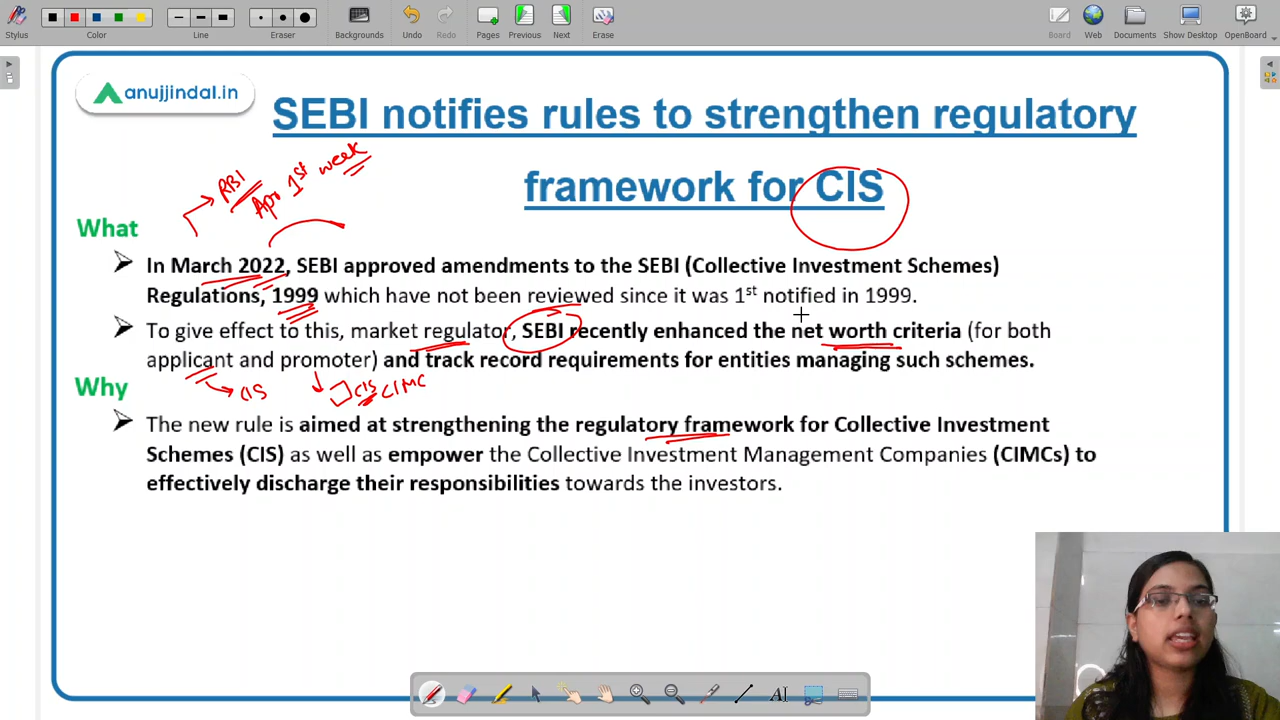 Stylus
Color
Line
Eraser
Backgrounds
Undo
Redo
Pages
Previous
Next
Erase
Board
Web
Documents
Show Desktop
OpenBoard
anujjindal.in
SEBI notifies rules to strengthen regulatory
framework for CIS
RBI
Apr 1st week
What
➤ In March 2022, SEBI approved amendments to the SEBI (Collective Investment Schemes)
Regulations, 1999 which have not been reviewed since it was 1st notified in 1999.
➤ To give effect to this, market regulator, SEBI recently enhanced the net worth criteria (for both
applicant and promoter) and track record requirements for entities managing such schemes.
CIS
CIS CIMC
Why
➤ The new rule is aimed at strengthening the regulatory framework for Collective Investment
Schemes (CIS) as well as empower the Collective Investment Management Companies (CIMCs) to
effectively discharge their responsibilities towards the investors.
AI